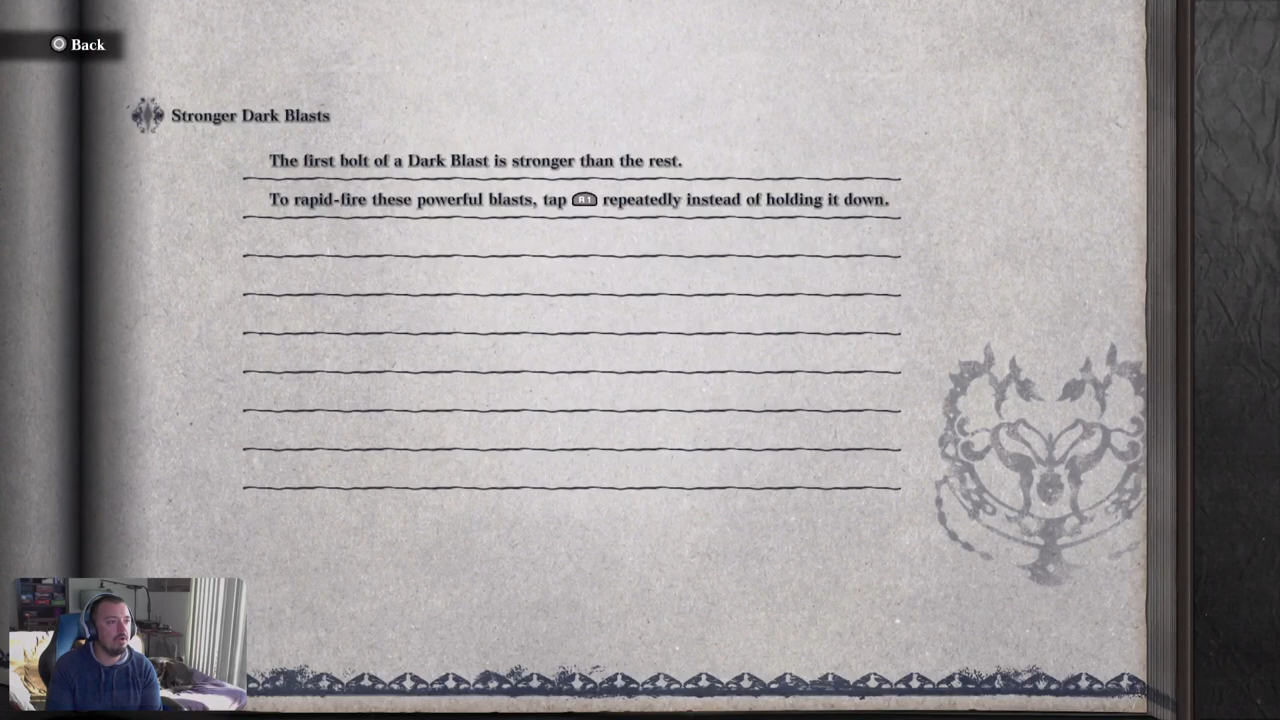 Back
Stronger Dark Blasts
The first bolt of a Dark Blast is stronger than the rest.
To rapid-fire these powerful blasts, tap R1 repeatedly instead of holding it down.